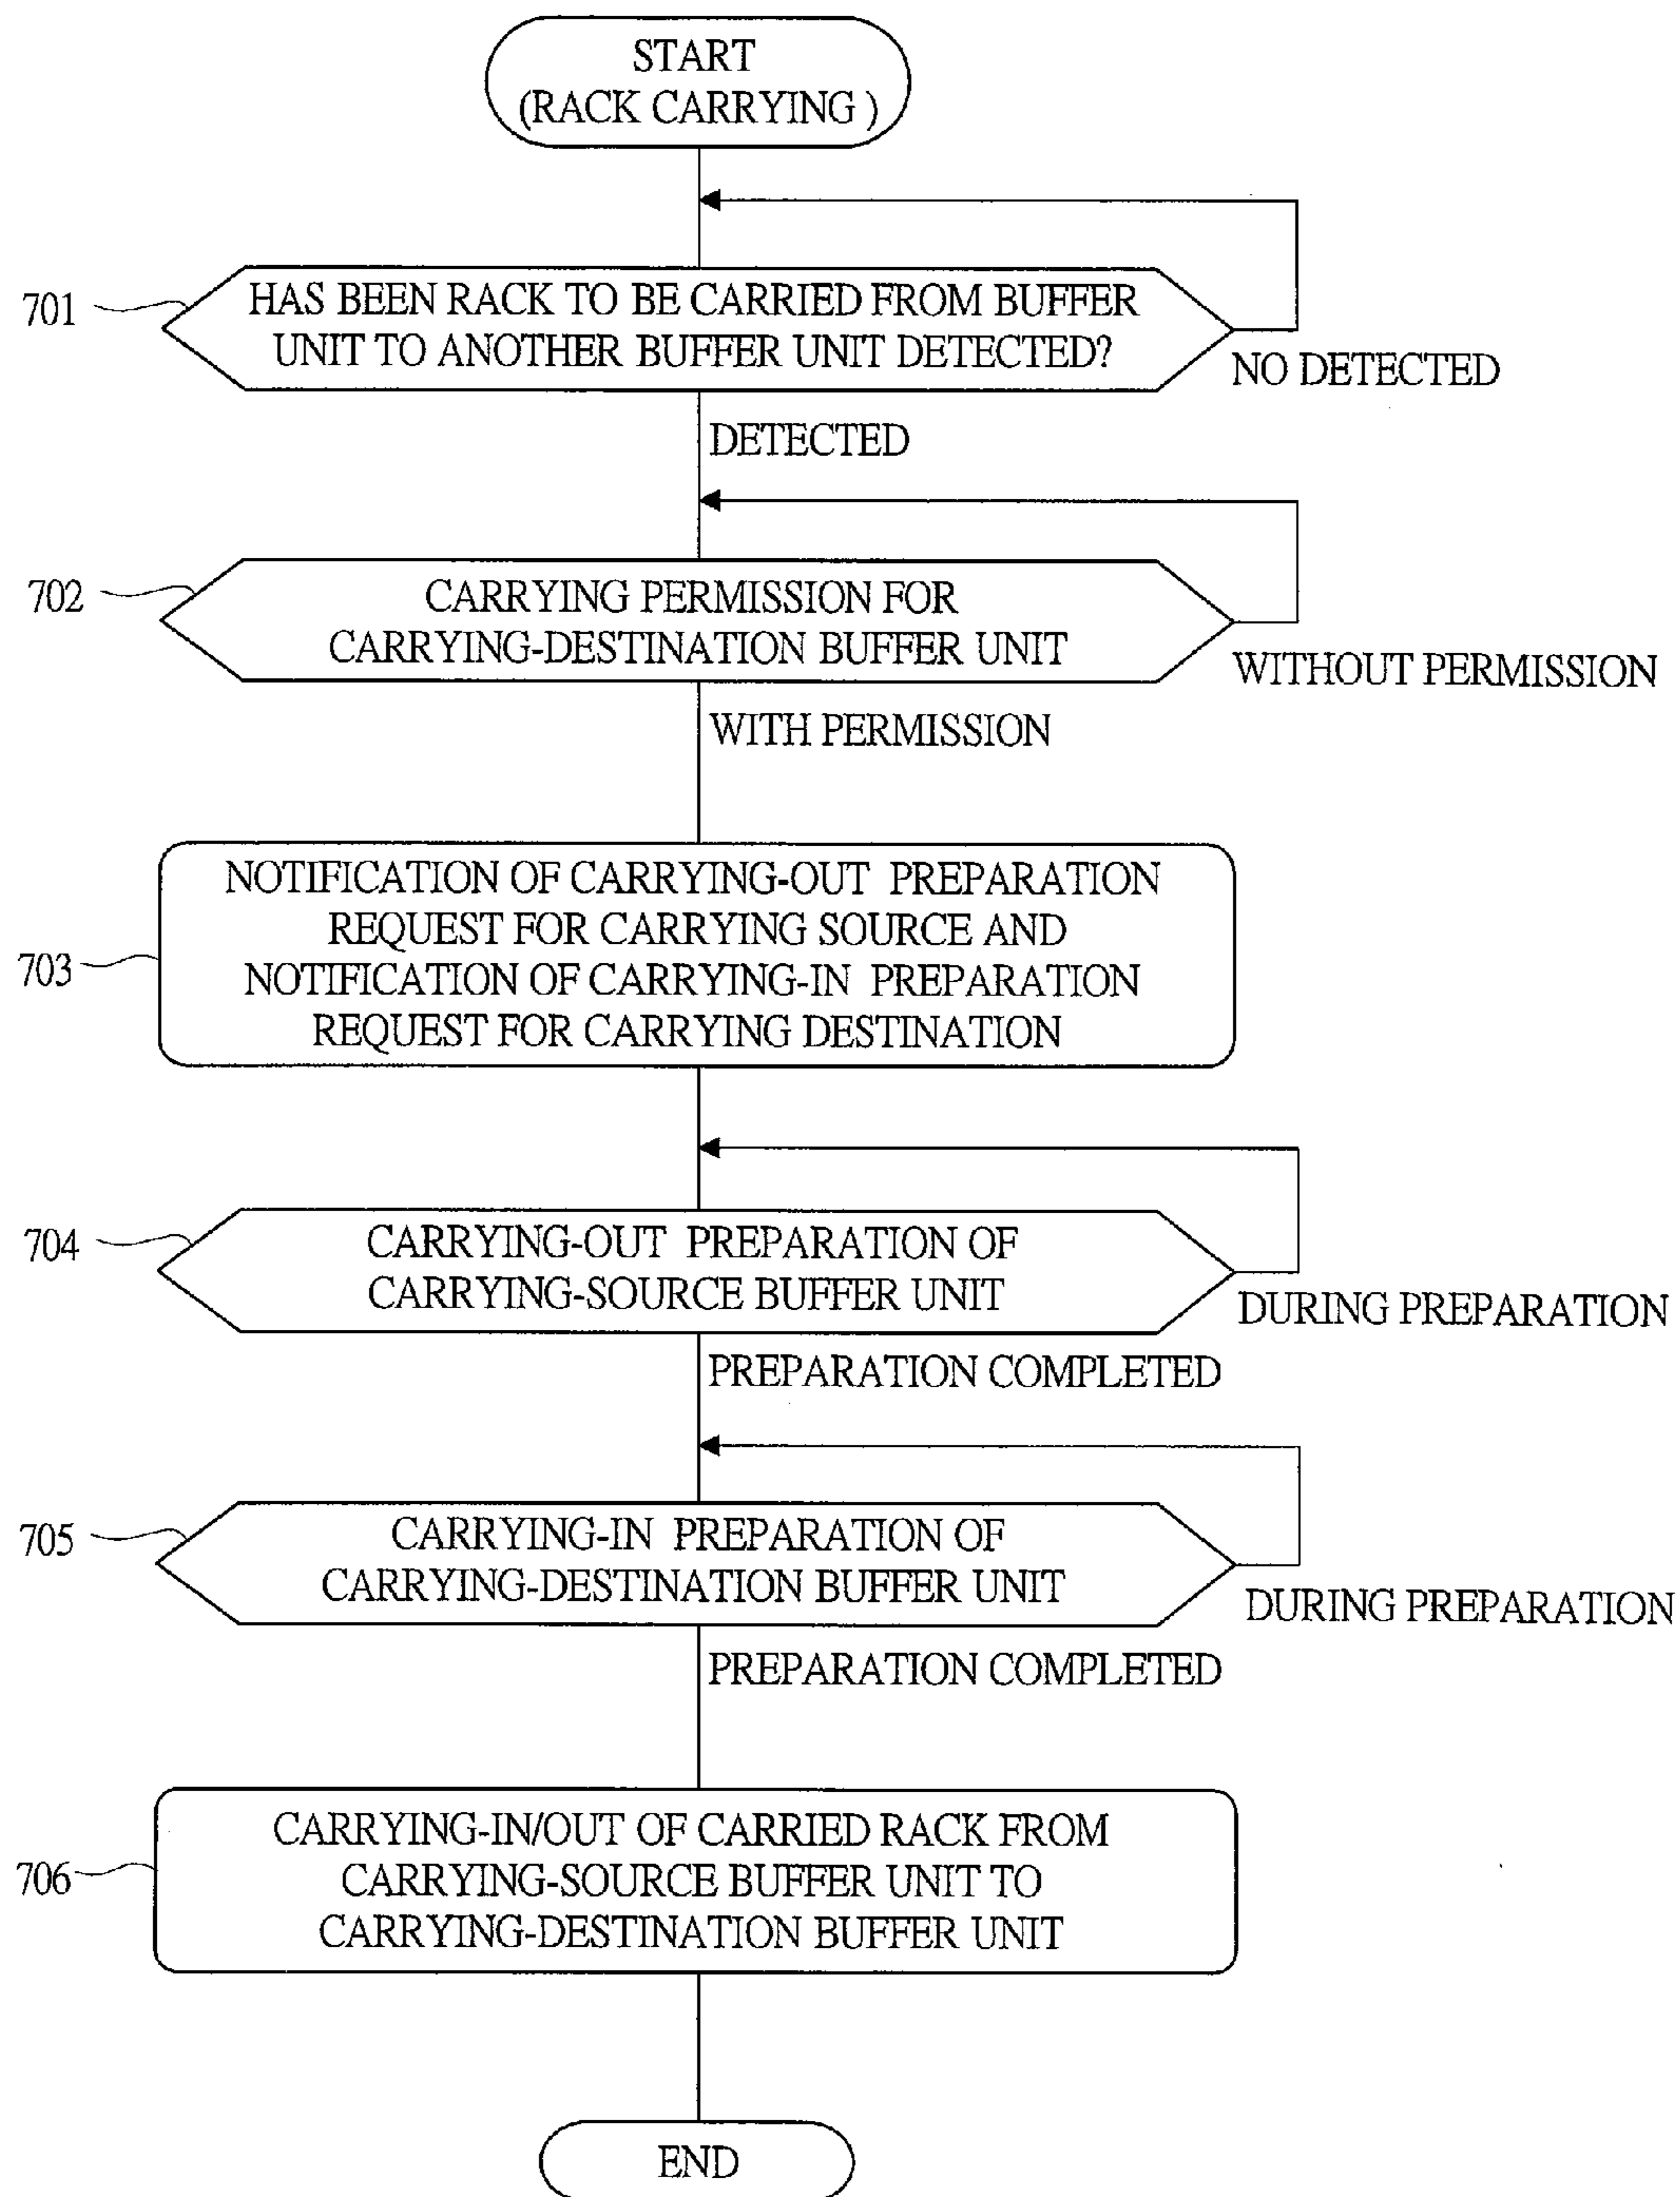 START
(RACK CARRYING )
701
HAS BEEN RACK TO BE CARRIED FROM BUFFER
UNIT TO ANOTHER BUFFER UNIT DETECTED?
NO DETECTED
DETECTED
702
CARRYING PERMISSION FOR
CARRYING-DESTINATION BUFFER UNIT
WITHOUT PERMISSION
WITH PERMISSION
703
NOTIFICATION OF CARRYING-OUT PREPARATION
REQUEST FOR CARRYING SOURCE AND
NOTIFICATION OF CARRYING-IN PREPARATION
REQUEST FOR CARRYING DESTINATION
704
CARRYING-OUT PREPARATION OF
CARRYING-SOURCE BUFFER UNIT
DURING PREPARATION
PREPARATION COMPLETED
705
CARRYING-IN PREPARATION OF
CARRYING-DESTINATION BUFFER UNIT
DURING PREPARATION
PREPARATION COMPLETED
706
CARRYING-IN/OUT OF CARRIED RACK FROM
CARRYING-SOURCE BUFFER UNIT TO
CARRYING-DESTINATION BUFFER UNIT
END